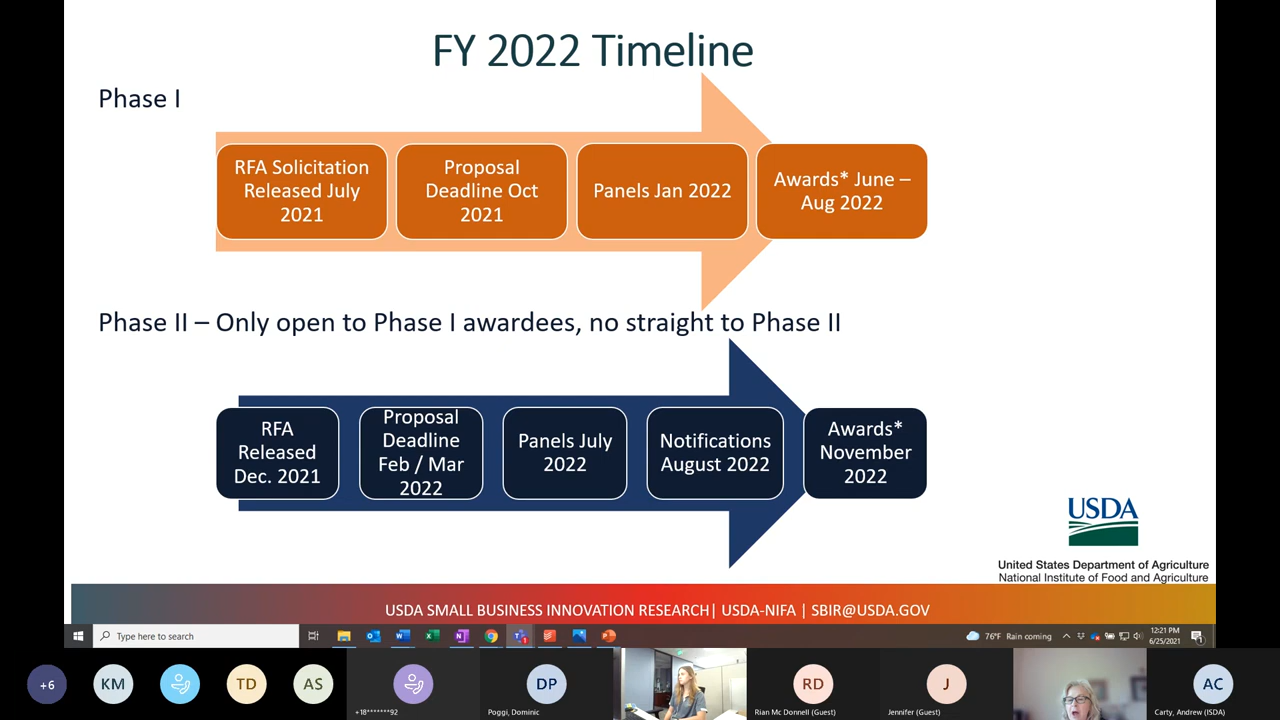 FY 2022 Timeline
Phase I
RFA Solicitation
Released July
2021
Proposal
Deadline Oct
2021
Panels Jan 2022
Awards* June –
Aug 2022
Phase II – Only open to Phase I awardees, no straight to Phase II
RFA
Released
Dec. 2021
Proposal
Deadline
Feb / Mar
2022
Panels July
2022
Notifications
August 2022
Awards*
November
2022
USDA
United States Department of Agriculture
National Institute of Food and Agriculture
USDA SMALL BUSINESS INNOVATION RESEARCH| USDA-NIFA | SBIR@USDA.GOV
Type here to search
76°F Rain coming
12:21 PM
6/25/2021
+6
KM
TD
AS
+18*******92
DP
Poggi, Dominic
RD
Rian Mc Donnell (Guest)
J
Jennifer (Guest)
AC
Carty, Andrew (ISDA)